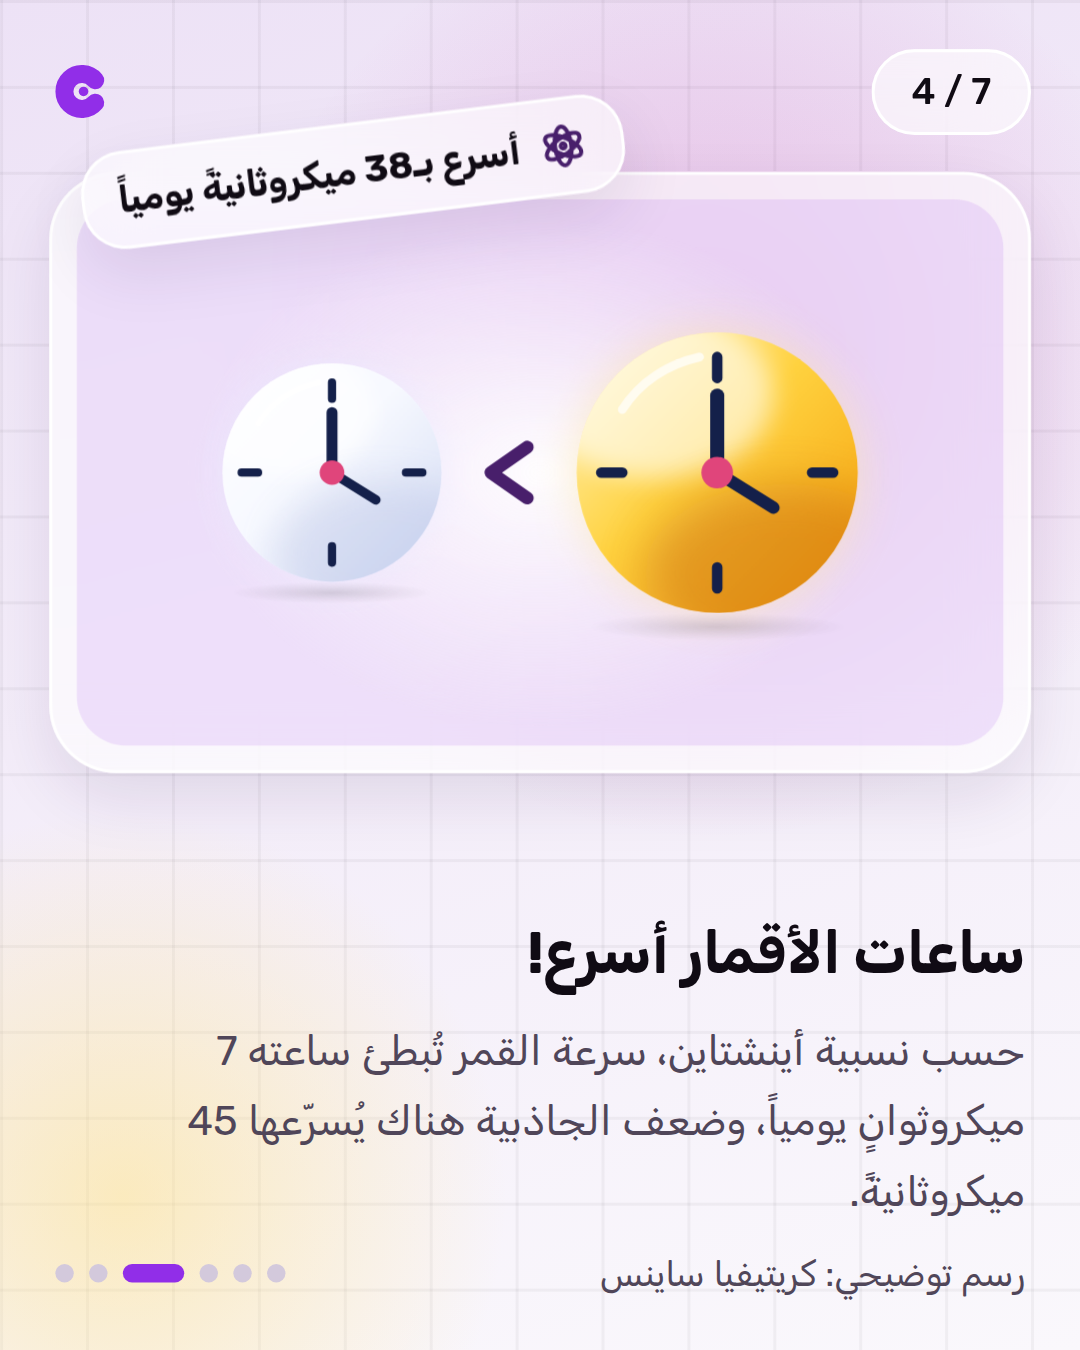 4 / 7
أسرع بـ38 ميكروثانيةً يومياً
ساعات الأقمار أسرع!
حسب نسبية أينشتاين، سرعة القمر تُبطئ ساعته 7
ميكروثوانٍ يومياً، وضعف الجاذبية هناك يُسرّعها 45
ميكروثانيةً.
رسم توضيحي: كريتيفيا ساينس